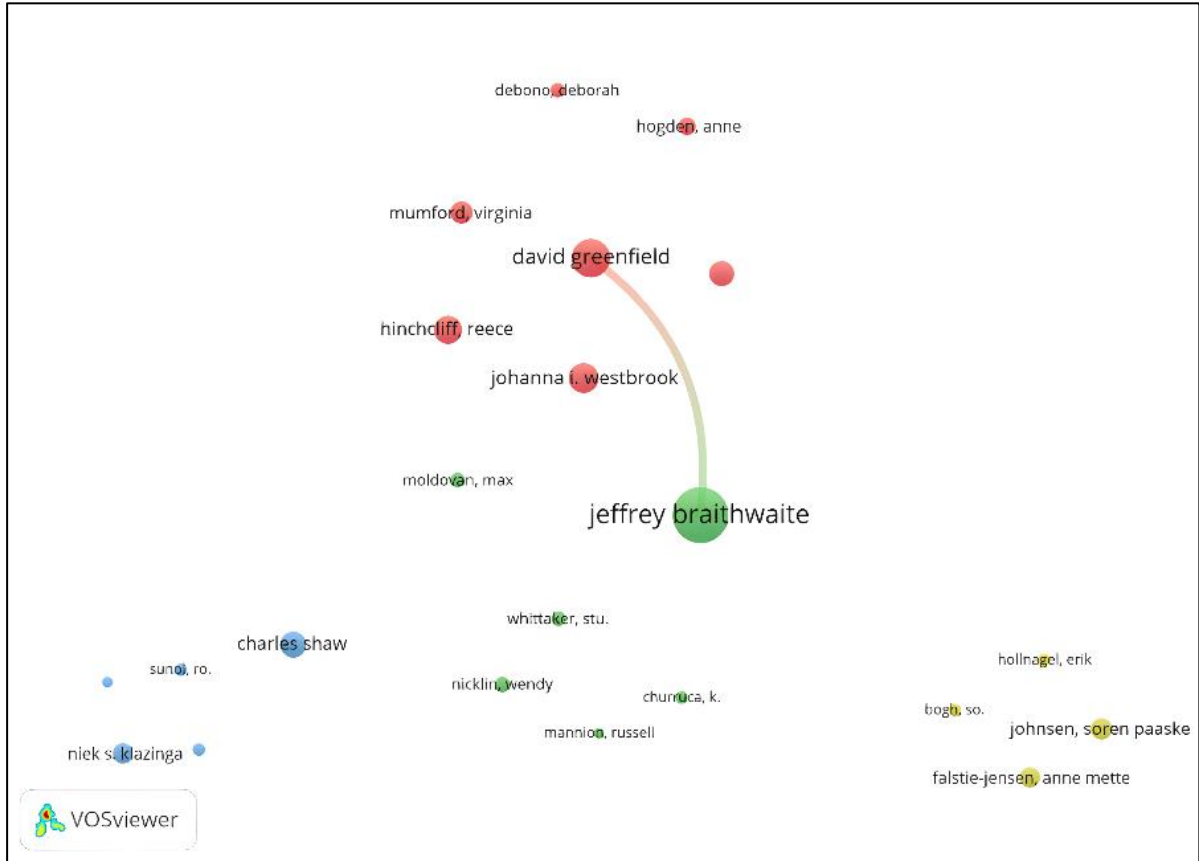 debono, deborah
hogden, anne
mumford, virginia
david greenfield
hinchcliff, reece
johanna i. westbrook
moldovan, max
jeffrey braithwaite
whittaker, stu.
charles shaw
hollnagel, erik
sunol, ro.
nicklin, wendy
churruca, k.
bogh, so.
johnsen, soren paaske
mannion, russell
niek s. klazinga
falstie-jensen, anne mette
VOSviewer